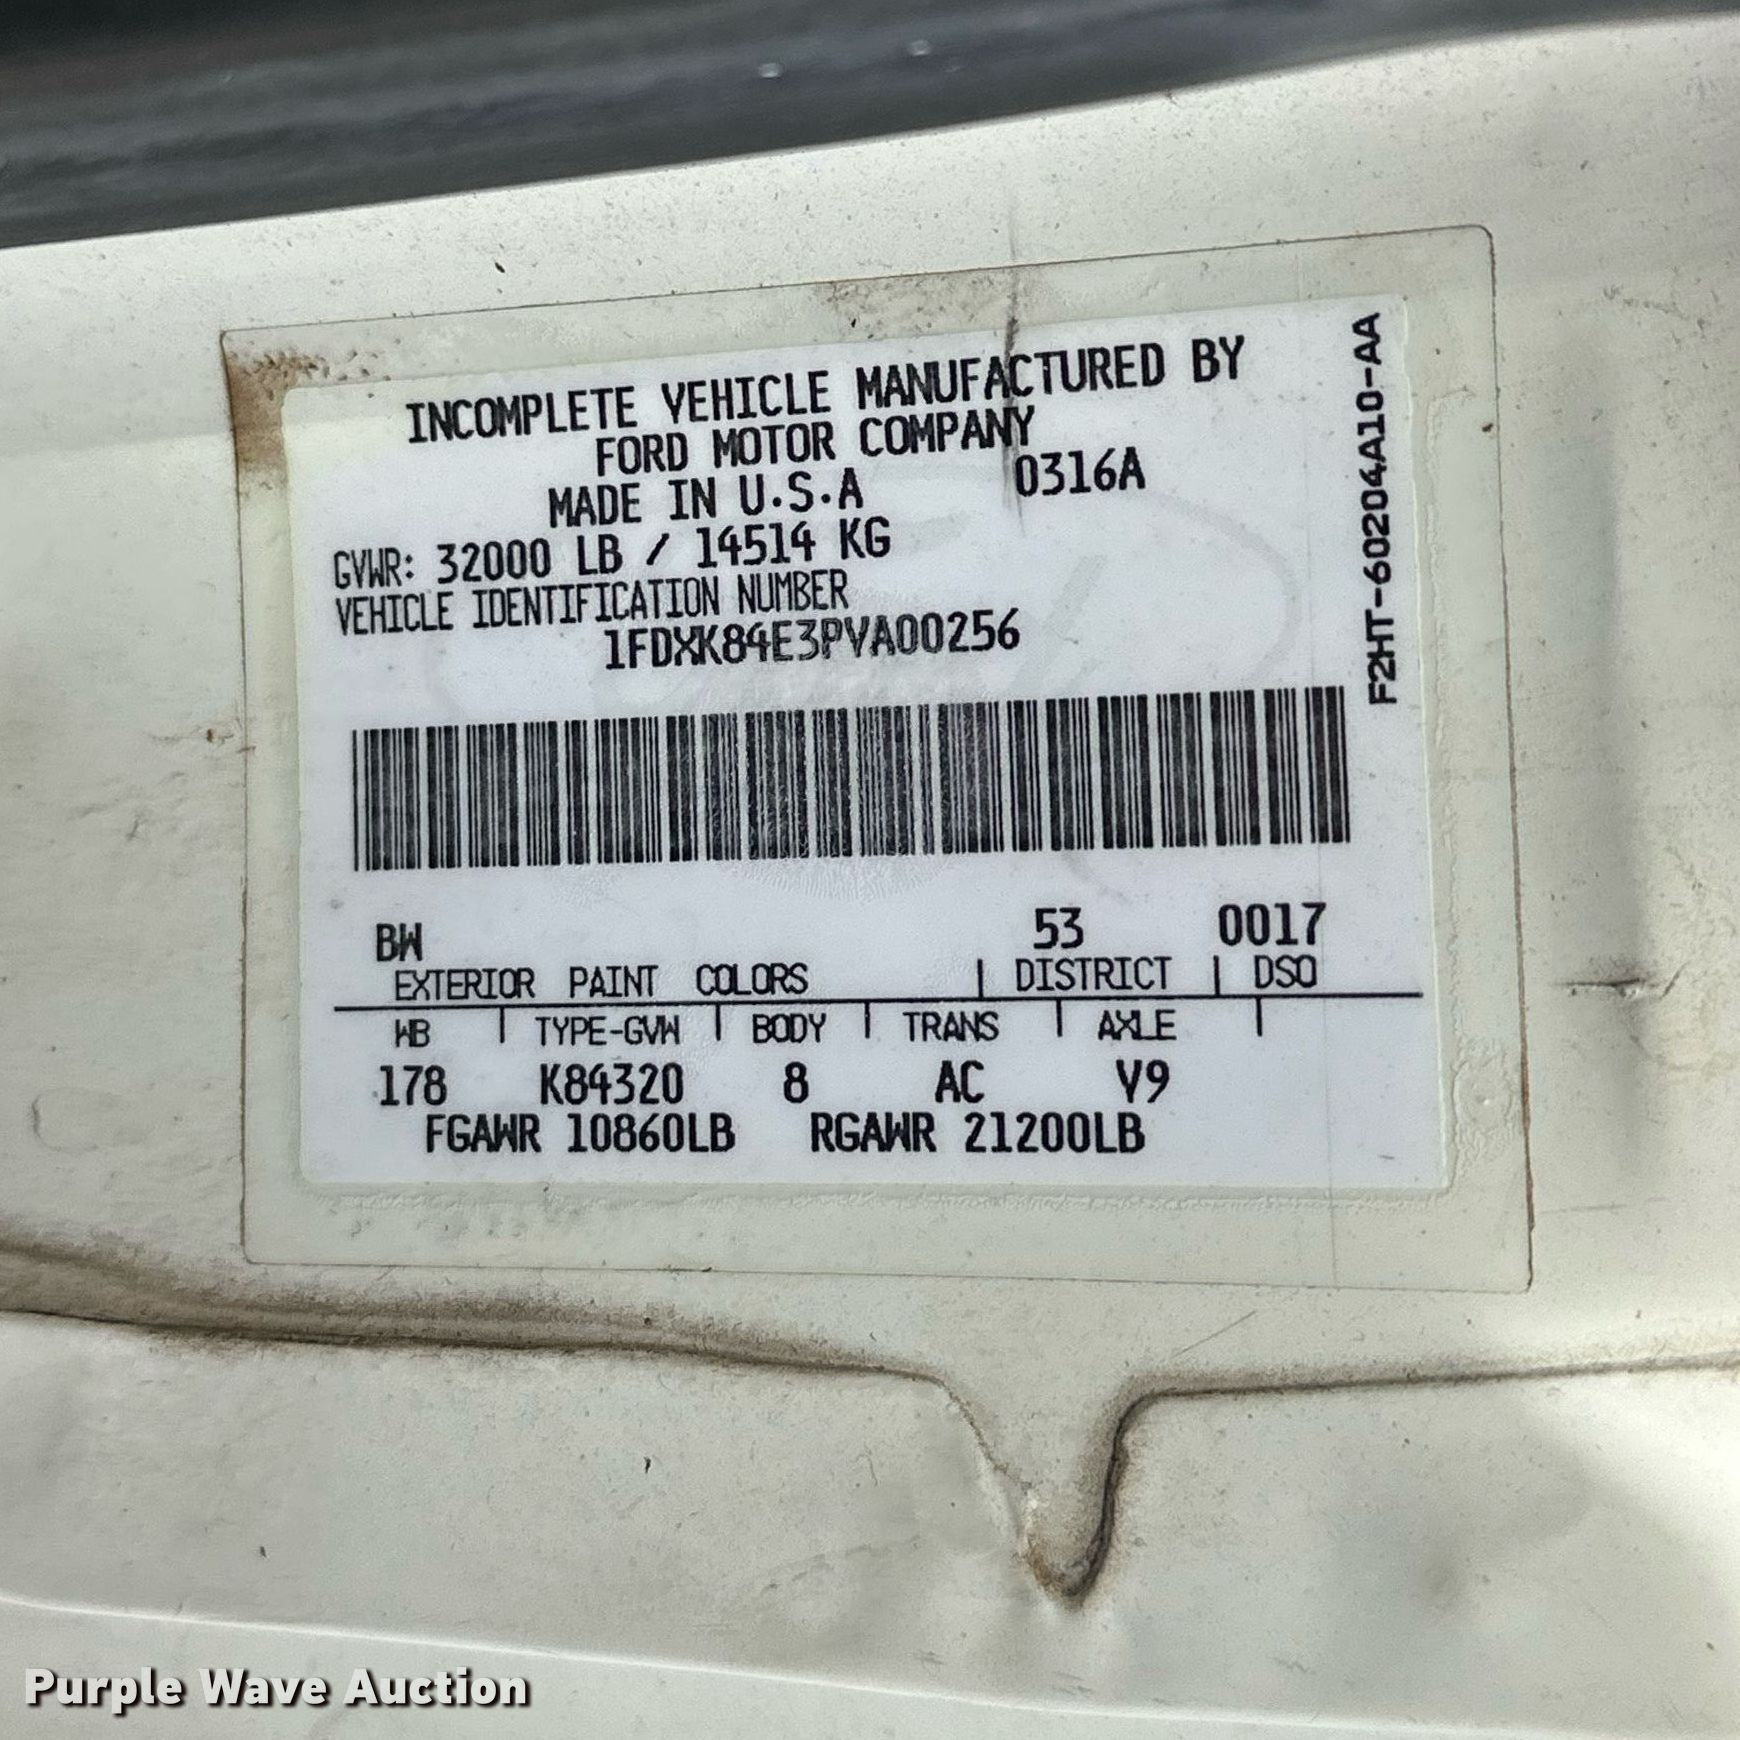 INCOMPLETE VEHICLE MANUFACTURED BY
FORD MOTOR COMPANY
MADE IN U.S.A 0316A
GVWR: 32000 LB / 14514 KG
VEHICLE IDENTIFICATION NUMBER
1FDXK84E3PVA00256
F2HT-60204A10-AA
BW 53 0017
EXTERIOR PAINT COLORS | DISTRICT | DSO
WB | TYPE-GVW | BODY | TRANS | AXLE |
178 K84320 8 AC V9
FGAWR 10860LB RGAWR 21200LB
Purple Wave Auction